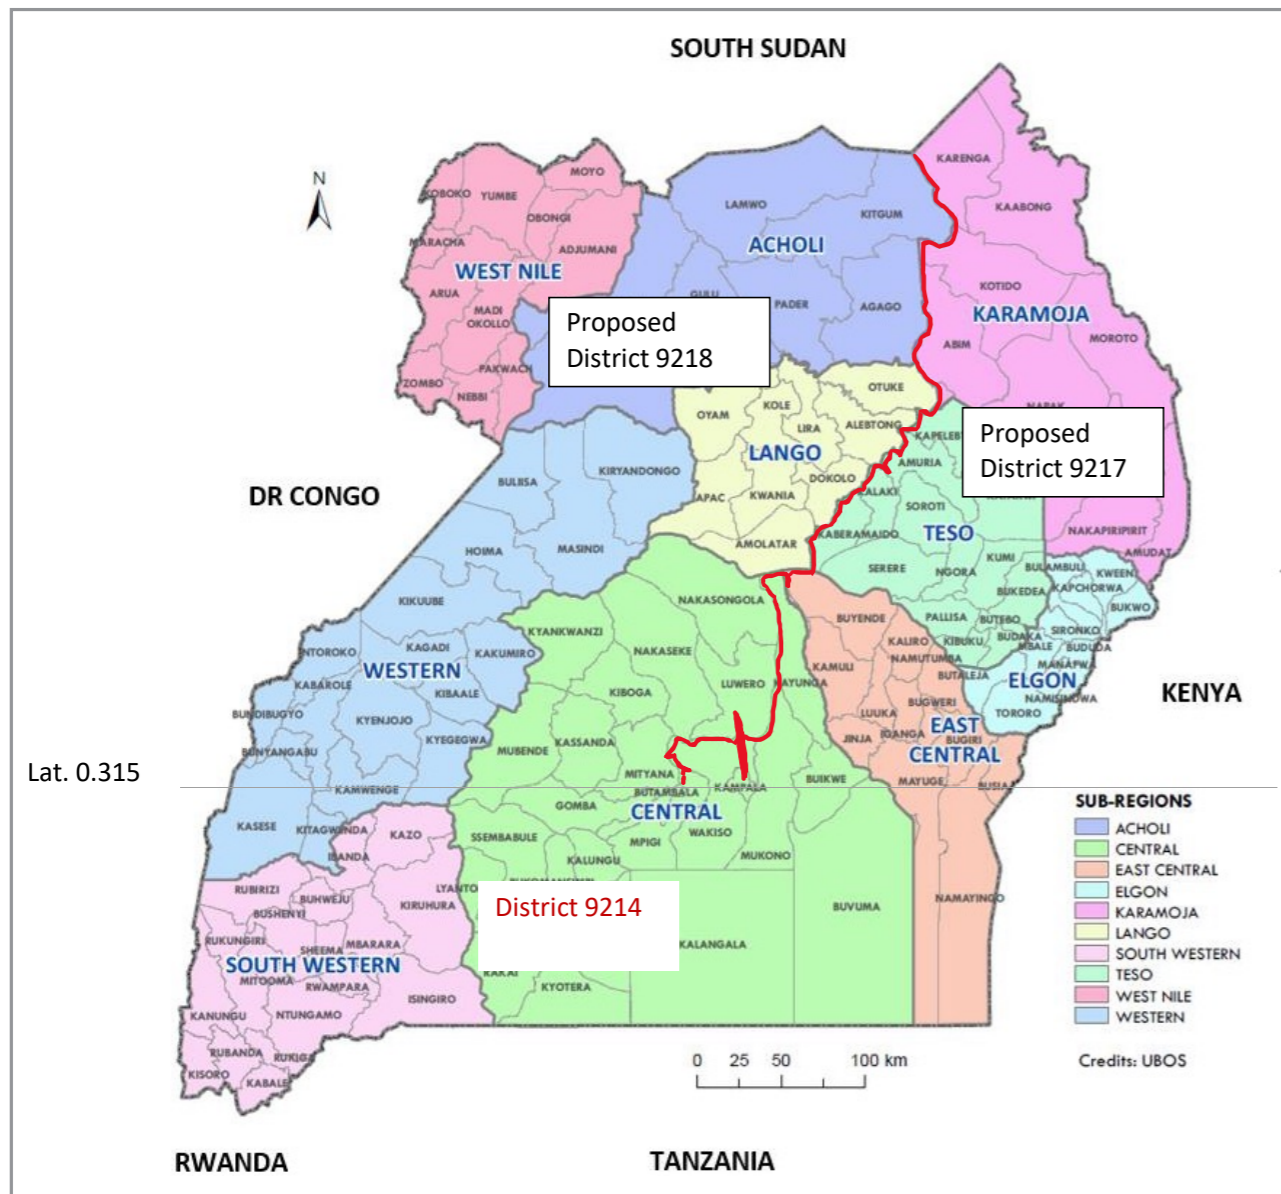 SOUTH SUDAN
N
KARENGA
KAABONG
MOYO
KOBOKO
YUMBE
OBONGI
LAMWO
KITGUM
MARACHA
ADJUMANI
ACHOLI
WEST NILE
ARUA
MADI
OKOLLO
GULU
PADER
AGAGO
KOTIDO
KARAMOJA
Proposed
District 9218
ABIM
MOROTO
PAKWACH
ZOMBO
NEBBI
OTUKE
OYAM
KOLE
LIRA
ALEBTONG
NAPAK
Proposed
District 9217
AMURIA
LANGO
KIRYANDONGO
BULIISA
DOKOLO
DR CONGO
APAC
KWANIA
SOROTI
TESO
NAKAPIRIPIRIT
HOIMA
MASINDI
AMOLATAR
KABERAMAIDO
AMUDAT
SERERE
NGORA
KUMI
BULAMBULI
KWEEN
KAPCHORWA
BUKEDEA
BUKWO
KIKUUBE
NAKASONGOLA
BUYENDE
PALLISA
BUTEBO
KYANKWANZI
KALIRO
KIBUKU
BUDAKA
SIRONKO
MBALE
BUDUDA
NTOROKO
KAGADI
KAKUMIRO
NAKASEKE
KAMULI
NAMUTUMBA
BUTALEJA
MANAFWA
WESTERN
ELGON
KENYA
KABAROLE
KIBAALE
KIBOGA
LUWERO
KAYUNGA
NAMISINDWA
BUNDIBUGYO
KYENJOJO
LUUKA
BUGWERI
TORORO
BUNYANGABU
KYEGEGWA
MUBENDE
KASSANDA
JINJA
IGANGA
BUGIRI
EAST
CENTRAL
Lat. 0.315
MITYANA
KAMPALA
BUIKWE
MAYUGE
BUSIA
KAMWENGE
BUTAMBALA
GOMBA
CENTRAL
KASESE
KITAGWENDA
KAZO
SSEMBABULE
MPIGI
WAKISO
IBANDA
KALUNGU
MUKONO
RUBIRIZI
BUHWEJU
KIRUHURA
District 9214
BUSHENYI
BUVUMA
NAMAYINGO
RUKUNGIRI
SHEEMA
MBARARA
KALANGALA
SOUTH WESTERN
MITOOMA
RWAMPARA
RAKAI
KYOTERA
ISINGIRO
KANUNGU
NTUNGAMO
RUBANDA
RUKIGA
KISORO
KABALE
SUB-REGIONS
ACHOLI
CENTRAL
EAST CENTRAL
ELGON
KARAMOJA
LANGO
SOUTH WESTERN
TESO
WEST NILE
WESTERN
0 25 50 100 km
Credits: UBOS
RWANDA
TANZANIA